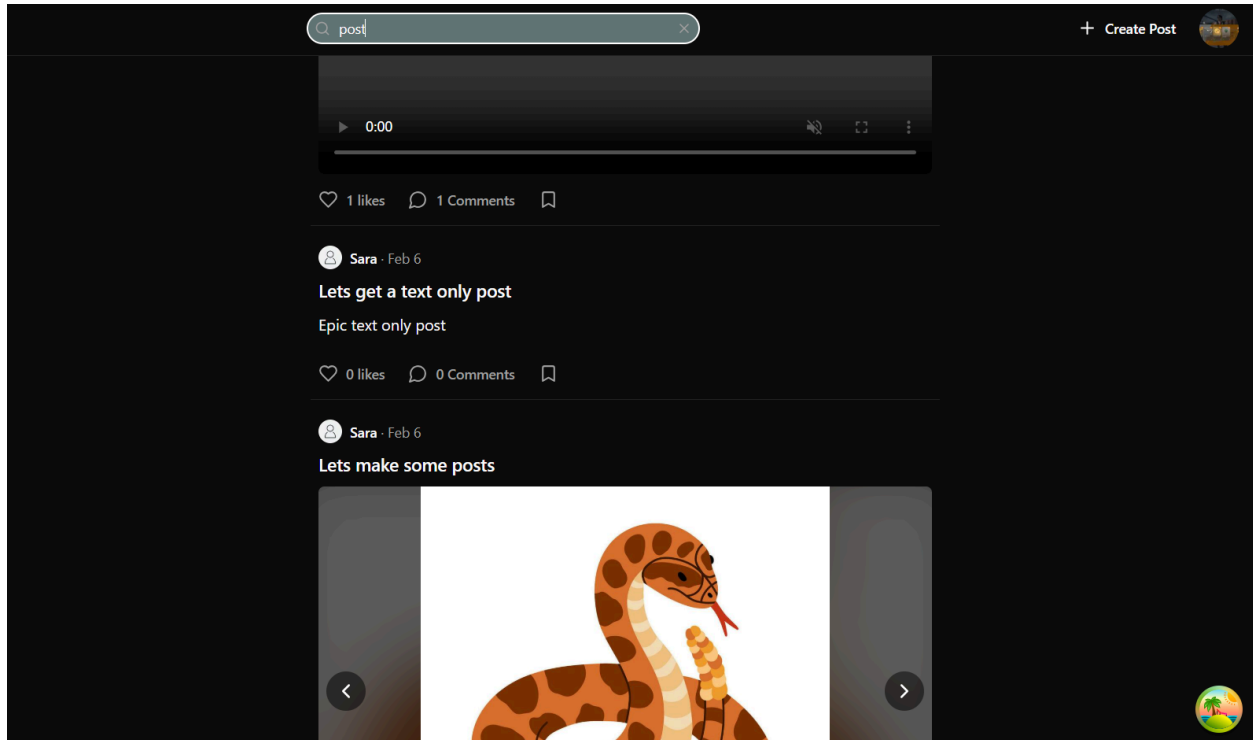 post
Create Post
0:00
1 likes 1 Comments
Sara · Feb 6
Lets get a text only post
Epic text only post
0 likes 0 Comments
Sara · Feb 6
Lets make some posts